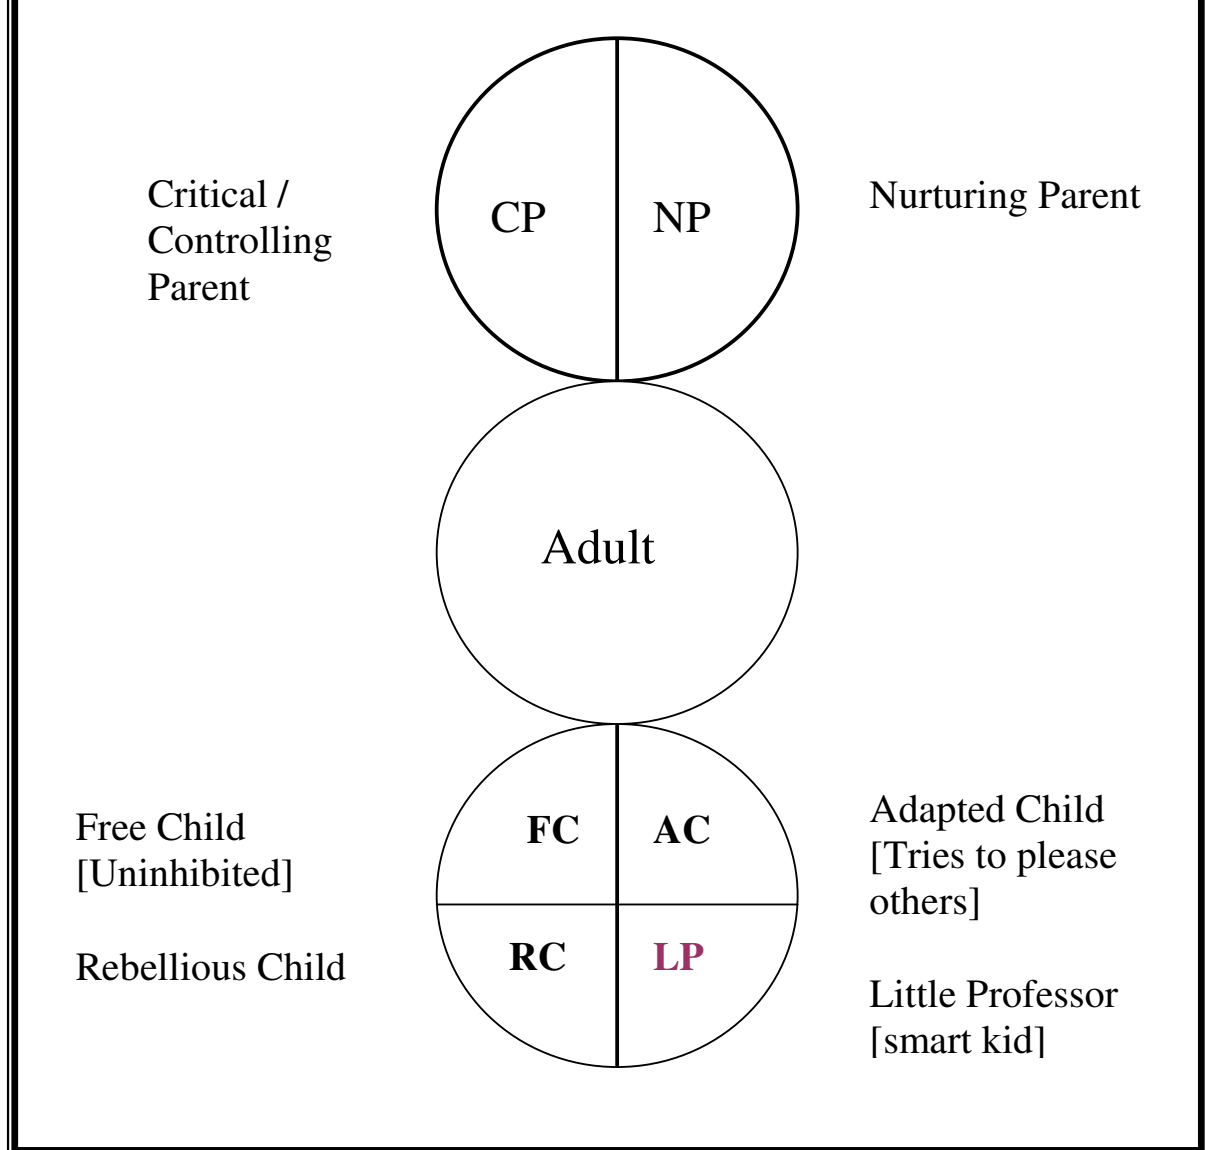 Critical /
Controlling
Parent
CP
NP
Nurturing Parent
Adult
Free Child
[Uninhibited]
Rebellious Child
FC
AC
RC
LP
Adapted Child
[Tries to please
others]
Little Professor
[smart kid]